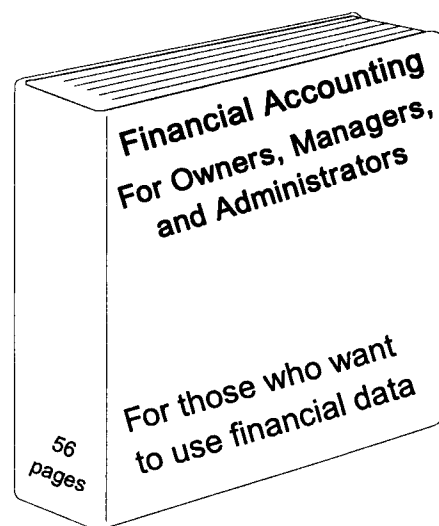 Financial Accounting
For Owners, Managers,
and Administrators
For those who want
to use financial data
56
pages